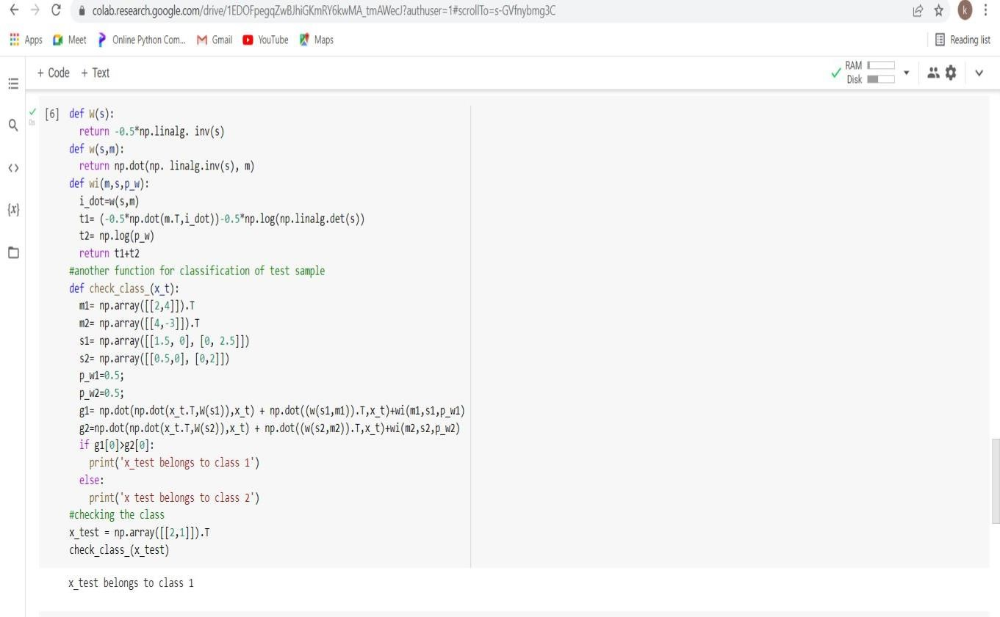 colab.research.google.com/drive/1EDOFpegqZwBJhiGKmRY6kwMA_tmAWecJ?authuser=1#scrollTo=s-GVfnybmg3C
k
Apps Meet Online Python Com... Gmail YouTube Maps Reading list
+ Code + Text
RAM
Disk
0s
[6] def W(s):
return -0.5*np.linalg. inv(s)
def w(s,m):
return np.dot(np. linalg.inv(s), m)
def wi(m,s,p_w):
i_dot=w(s,m)
t1= (-0.5*np.dot(m.T,i_dot))-0.5*np.log(np.linalg.det(s))
t2= np.log(p_w)
return t1+t2
#another function for classification of test sample
def check_class_(x_t):
m1= np.array([[2,4]]).T
m2= np.array([[4,-3]]).T
s1= np.array([[1.5, 0], [0, 2.5]])
s2= np.array([[0.5,0], [0,2]])
p_w1=0.5;
p_w2=0.5;
g1= np.dot(np.dot(x_t.T,W(s1)),x_t) + np.dot((w(s1,m1)).T,x_t)+wi(m1,s1,p_w1)
g2=np.dot(np.dot(x_t.T,W(s2)),x_t) + np.dot((w(s2,m2)).T,x_t)+wi(m2,s2,p_w2)
if g1[0]>g2[0]:
print('x_test belongs to class 1')
else:
print('x test belongs to class 2')
#checking the class
x_test = np.array([[2,1]]).T
check_class_(x_test)
x_test belongs to class 1